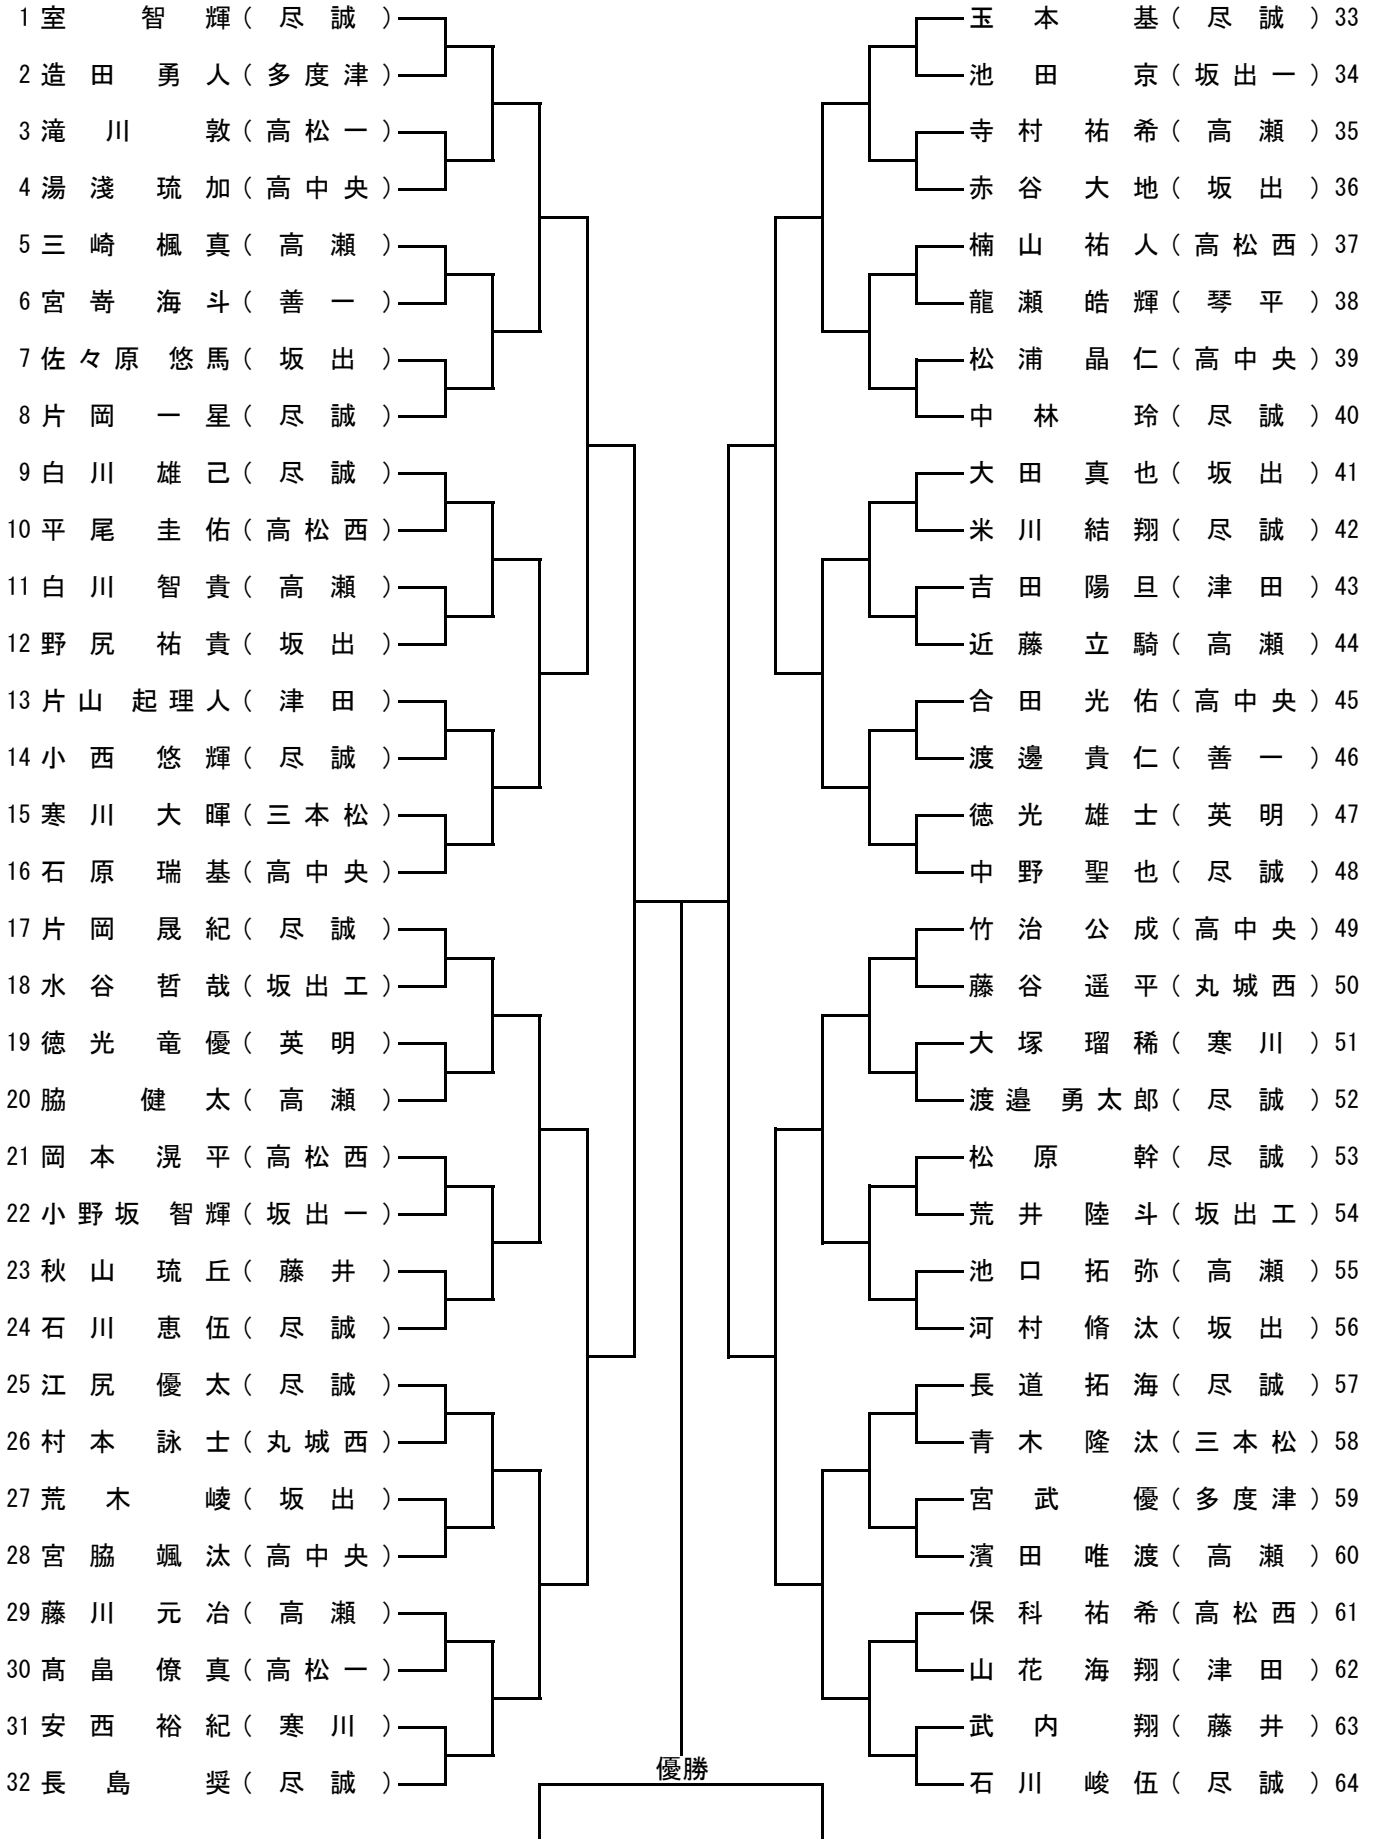 1 室 智輝 (尽誠)
2 造田 勇人 (多度津)
3 滝川 敦 (高松一)
4 湯淺 琉加 (高中央)
5 三崎 楓真 (高瀬)
6 宮嵜 海斗 (善一)
7 佐々原 悠馬 (坂出)
8 片岡 一星 (尽誠)
9 白川 雄己 (尽誠)
10 平尾 圭佑 (高松西)
11 白川 智貴 (高瀬)
12 野尻 祐貴 (坂出)
13 片山 起理人 (津田)
14 小西 悠輝 (尽誠)
15 寒川 大暉 (三本松)
16 石原 瑞基 (高中央)
17 片岡 晟紀 (尽誠)
18 水谷 哲哉 (坂出工)
19 徳光 竜優 (英明)
20 脇 健太 (高瀬)
21 岡本 滉平 (高松西)
22 小野坂 智輝 (坂出一)
23 秋山 琉丘 (藤井)
24 石川 恵伍 (尽誠)
25 江尻 優太 (尽誠)
26 村本 詠士 (丸城西)
27 荒木 崚 (坂出)
28 宮脇 颯汰 (高中央)
29 藤川 元冶 (高瀬)
30 髙畠 僚真 (高松一)
31 安西 裕紀 (寒川)
32 長島 奨 (尽誠)
玉本 基 (尽誠) 33
池田 京 (坂出一) 34
寺村 祐希 (高瀬) 35
赤谷 大地 (坂出) 36
楠山 祐人 (高松西) 37
龍瀬 皓輝 (琴平) 38
松浦 晶仁 (高中央) 39
中林 玲 (尽誠) 40
大田 真也 (坂出) 41
米川 結翔 (尽誠) 42
吉田 陽旦 (津田) 43
近藤 立騎 (高瀬) 44
合田 光佑 (高中央) 45
渡邊 貴仁 (善一) 46
徳光 雄士 (英明) 47
中野 聖也 (尽誠) 48
竹治 公成 (高中央) 49
藤谷 遥平 (丸城西) 50
大塚 瑠稀 (寒川) 51
渡邉 勇太郎 (尽誠) 52
松原 幹 (尽誠) 53
荒井 陸斗 (坂出工) 54
池口 拓弥 (高瀬) 55
河村 脩汰 (坂出) 56
長道 拓海 (尽誠) 57
青木 隆汰 (三本松) 58
宮武 優 (多度津) 59
濱田 唯渡 (高瀬) 60
保科 祐希 (高松西) 61
山花 海翔 (津田) 62
武内 翔 (藤井) 63
石川 峻伍 (尽誠) 64
優勝